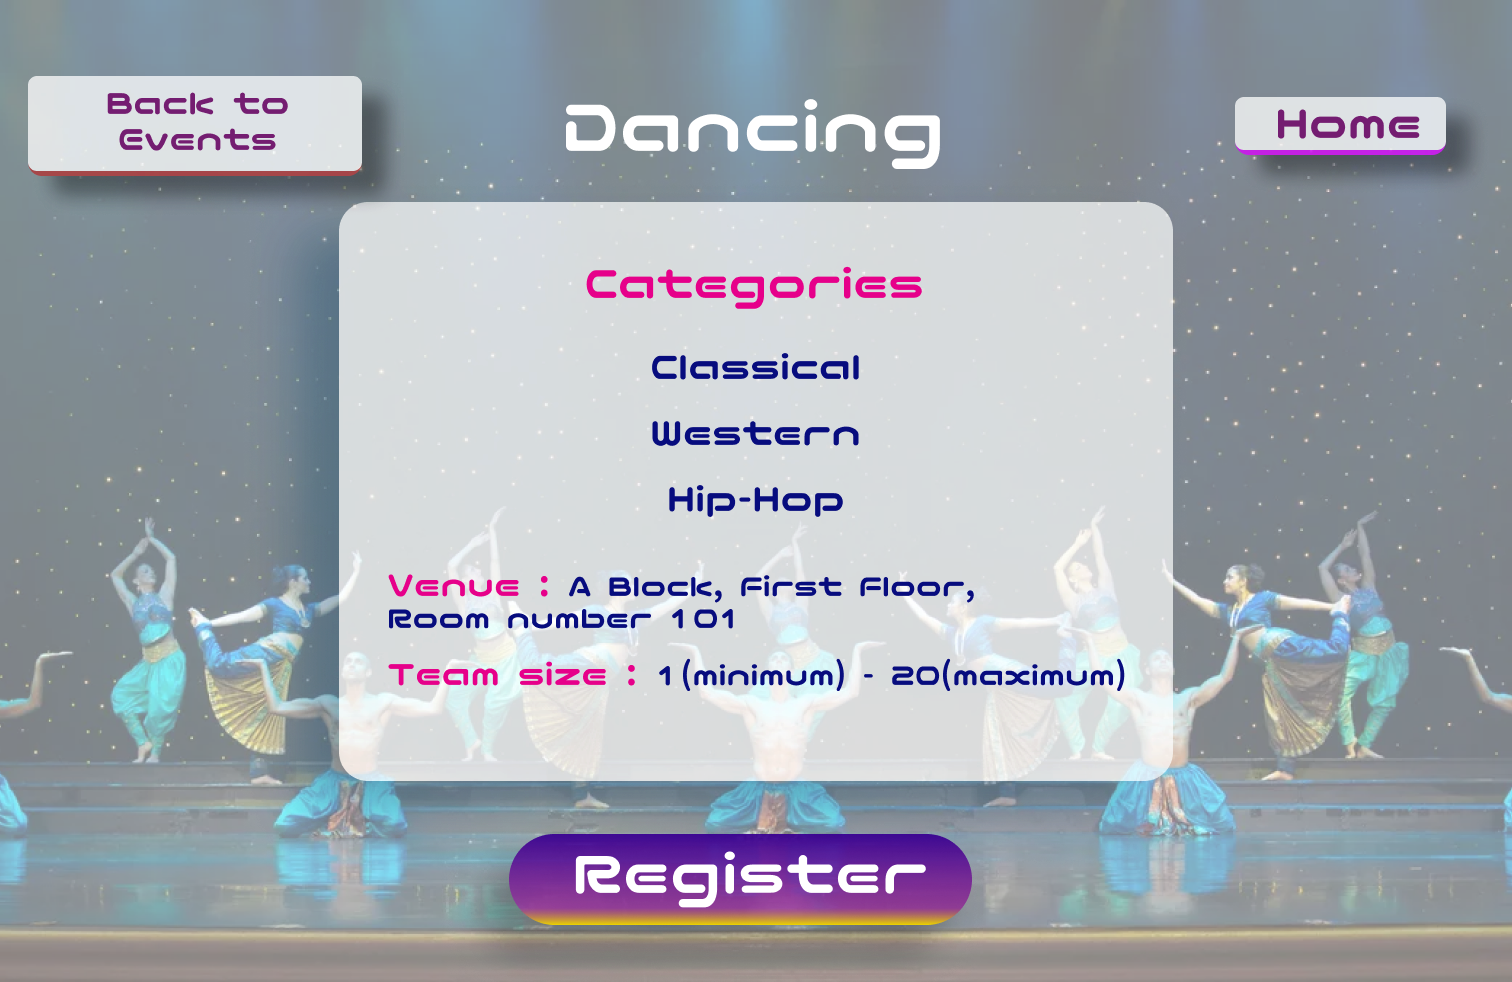 Back to
Events
Dancing
Home
Categories
Classical
Western
Hip-Hop
Venue : A Block, First Floor,
Room number 101
Team size : 1(minimum) - 20(maximum)
Register